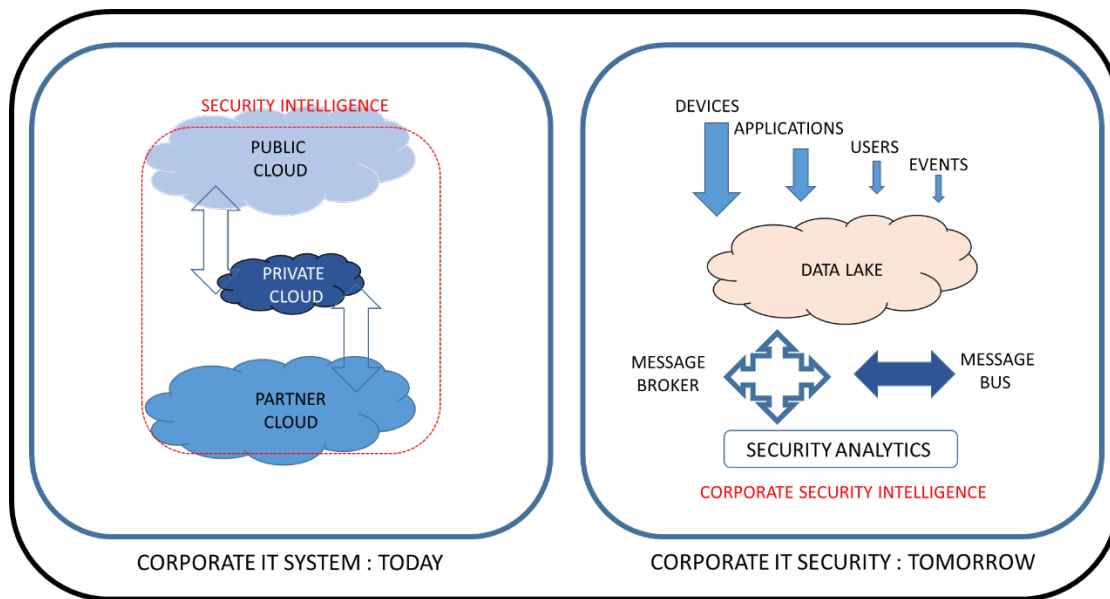 SECURITY INTELLIGENCE
PUBLIC
CLOUD
PRIVATE
CLOUD
PARTNER
CLOUD
CORPORATE IT SYSTEM : TODAY
DEVICES
APPLICATIONS
USERS
EVENTS
DATA LAKE
MESSAGE
BROKER
MESSAGE
BUS
SECURITY ANALYTICS
CORPORATE SECURITY INTELLIGENCE
CORPORATE IT SECURITY : TOMORROW